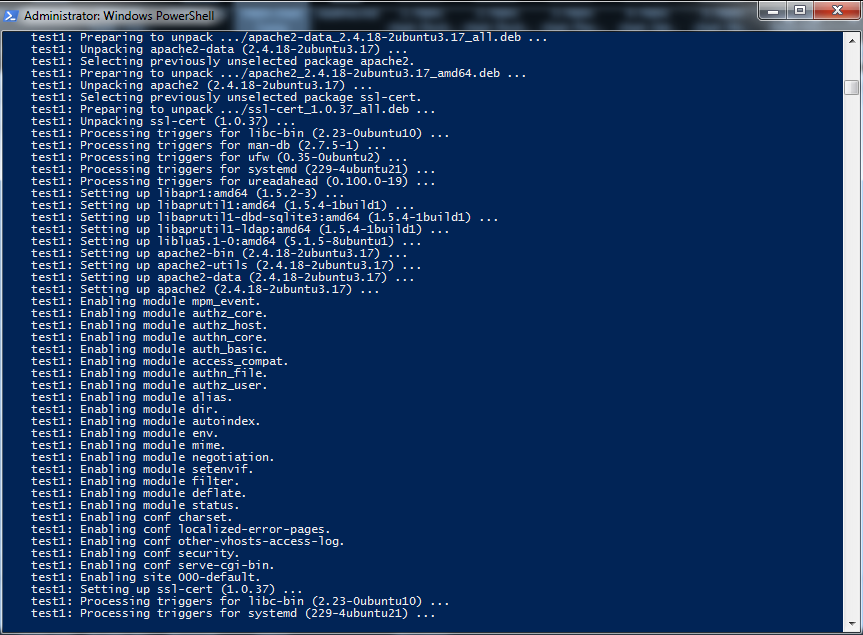 Administrator: Windows PowerShell
test1: Preparing to unpack .../apache2-data_2.4.18-2ubuntu3.17_all.deb ...
test1: Unpacking apache2-data (2.4.18-2ubuntu3.17) ...
test1: Selecting previously unselected package apache2.
test1: Preparing to unpack .../apache2_2.4.18-2ubuntu3.17_amd64.deb ...
test1: Unpacking apache2 (2.4.18-2ubuntu3.17) ...
test1: Selecting previously unselected package ssl-cert.
test1: Preparing to unpack .../ssl-cert_1.0.37_all.deb ...
test1: Unpacking ssl-cert (1.0.37) ...
test1: Processing triggers for libc-bin (2.23-0ubuntu10) ...
test1: Processing triggers for man-db (2.7.5-1) ...
test1: Processing triggers for ufw (0.35-0ubuntu2) ...
test1: Processing triggers for systemd (229-4ubuntu21) ...
test1: Processing triggers for ureadahead (0.100.0-19) ...
test1: Setting up libapr1:amd64 (1.5.2-3) ...
test1: Setting up libaprutil1:amd64 (1.5.4-1build1) ...
test1: Setting up libaprutil1-dbd-sqlite3:amd64 (1.5.4-1build1) ...
test1: Setting up libaprutil1-ldap:amd64 (1.5.4-1build1) ...
test1: Setting up liblua5.1-0:amd64 (5.1.5-8ubuntu1) ...
test1: Setting up apache2-bin (2.4.18-2ubuntu3.17) ...
test1: Setting up apache2-utils (2.4.18-2ubuntu3.17) ...
test1: Setting up apache2-data (2.4.18-2ubuntu3.17) ...
test1: Setting up apache2 (2.4.18-2ubuntu3.17) ...
test1: Enabling module mpm_event.
test1: Enabling module authz_core.
test1: Enabling module authz_host.
test1: Enabling module authn_core.
test1: Enabling module auth_basic.
test1: Enabling module access_compat.
test1: Enabling module authn_file.
test1: Enabling module authz_user.
test1: Enabling module alias.
test1: Enabling module dir.
test1: Enabling module autoindex.
test1: Enabling module env.
test1: Enabling module mime.
test1: Enabling module negotiation.
test1: Enabling module setenvif.
test1: Enabling module filter.
test1: Enabling module deflate.
test1: Enabling module status.
test1: Enabling conf charset.
test1: Enabling conf localized-error-pages.
test1: Enabling conf other-vhosts-access-log.
test1: Enabling conf security.
test1: Enabling conf serve-cgi-bin.
test1: Enabling site 000-default.
test1: Setting up ssl-cert (1.0.37) ...
test1: Processing triggers for libc-bin (2.23-0ubuntu10) ...
test1: Processing triggers for systemd (229-4ubuntu21) ...